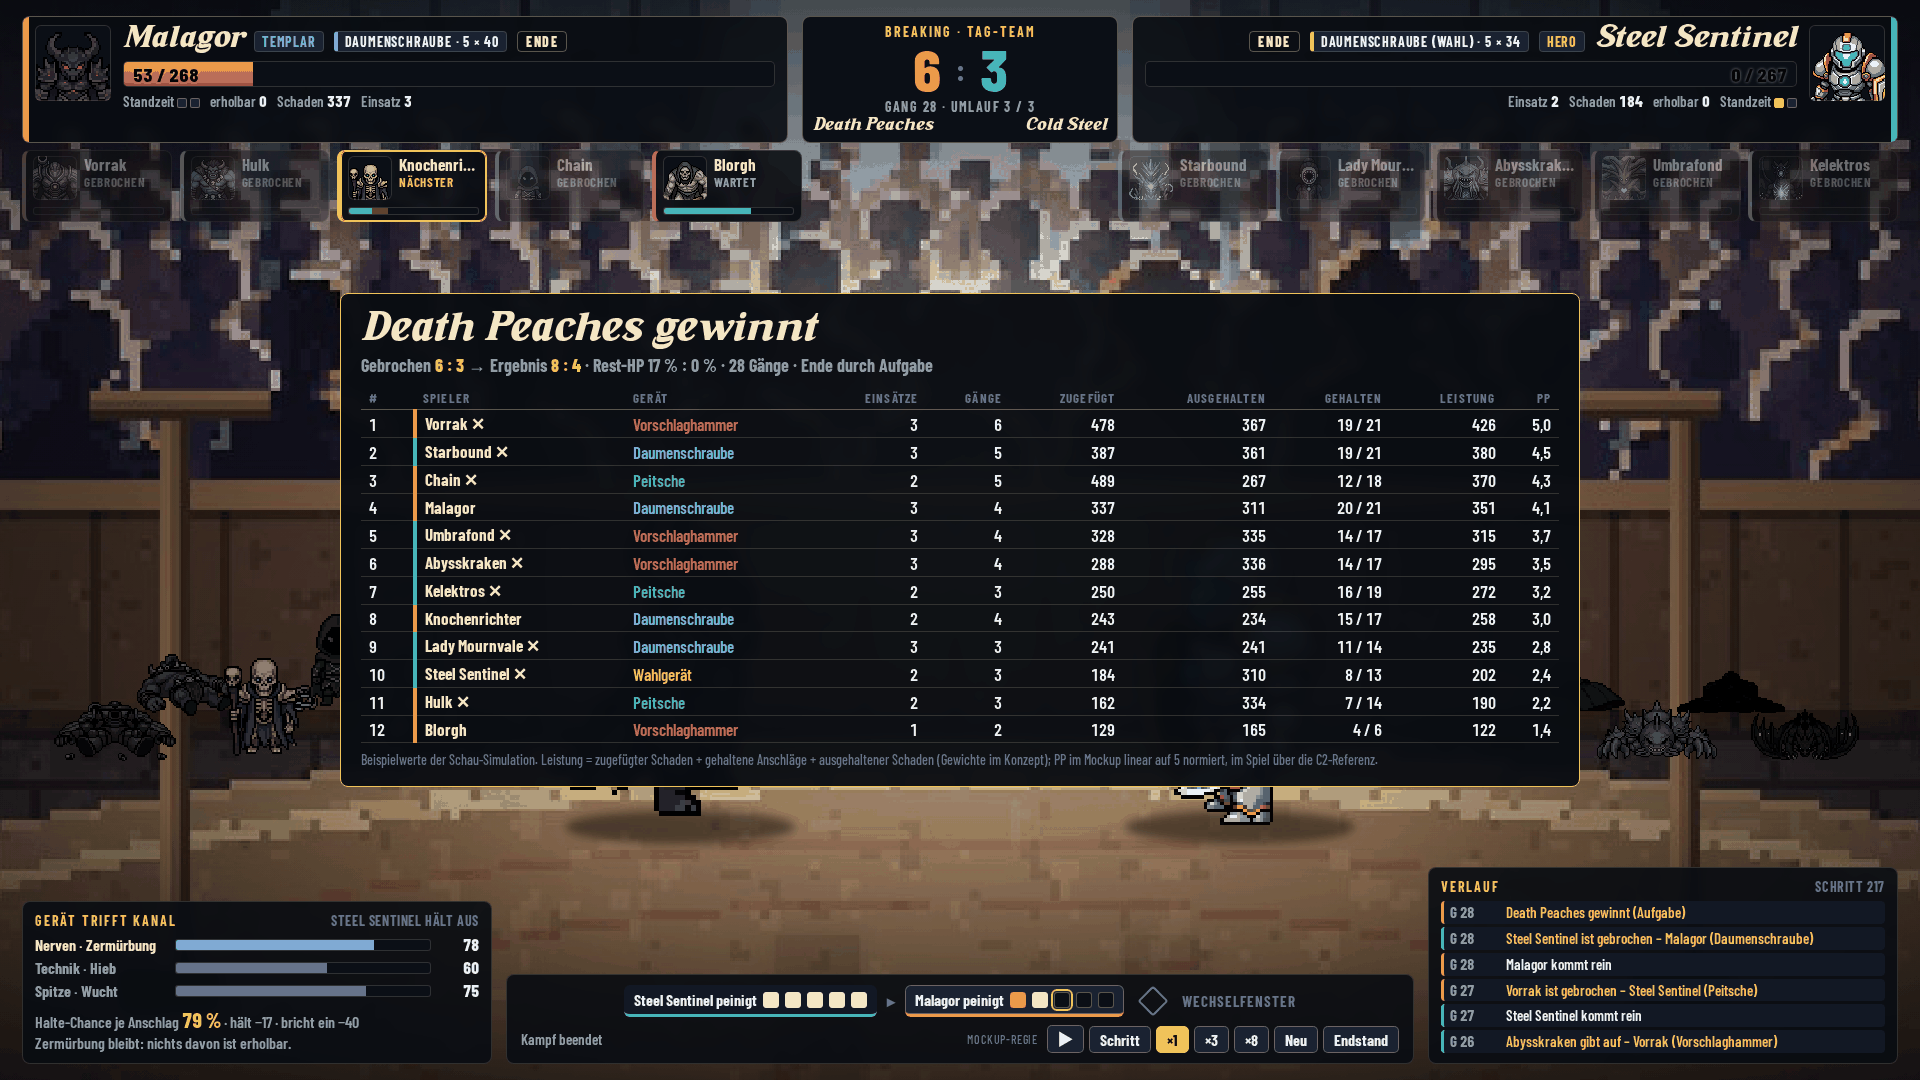 Malagor TEMPLAR DAUMENSCHRAUBE · 5 × 40 ENDE
53 / 268
Standzeit erholbar 0 Schaden 337 Einsatz 3
BREAKING · TAG-TEAM
6 : 3
GANG 28 · UMLAUF 3 / 3
Death Peaches Cold Steel
ENDE DAUMENSCHRAUBE (WAHL) · 5 × 34 HERO Steel Sentinel
0 / 267
Einsatz 2 Schaden 184 erholbar 0 Standzeit
Vorrak
GEBROCHEN
Hulk
GEBROCHEN
Knochenri...
NÄCHSTER
Chain
GEBROCHEN
Blorgh
WARTET
Starbound
GEBROCHEN
Lady Mour...
GEBROCHEN
Abysskrak...
GEBROCHEN
Umbrafond
GEBROCHEN
Kelektros
GEBROCHEN
Death Peaches gewinnt
Gebrochen 6 : 3 → Ergebnis 8 : 4 · Rest-HP 17 % : 0 % · 28 Gänge · Ende durch Aufgabe
# SPIELER GERÄT EINSÄTZE GÄNGE ZUGEFÜGT AUSGEHALTEN GEHALTEN LEISTUNG PP
1 Vorrak ✕ Vorschlaghammer 3 6 478 367 19 / 21 426 5,0
2 Starbound ✕ Daumenschraube 3 5 387 361 19 / 21 380 4,5
3 Chain ✕ Peitsche 2 5 489 267 12 / 18 370 4,3
4 Malagor Daumenschraube 3 4 337 311 20 / 21 351 4,1
5 Umbrafond ✕ Vorschlaghammer 3 4 328 335 14 / 17 315 3,7
6 Abysskraken ✕ Vorschlaghammer 3 4 288 336 14 / 17 295 3,5
7 Kelektros ✕ Peitsche 2 3 250 255 16 / 19 272 3,2
8 Knochenrichter Daumenschraube 2 4 243 234 15 / 17 258 3,0
9 Lady Mournvale ✕ Daumenschraube 3 3 241 241 11 / 14 235 2,8
10 Steel Sentinel ✕ Wahlgerät 2 3 184 310 8 / 13 202 2,4
11 Hulk ✕ Peitsche 2 3 162 334 7 / 14 190 2,2
12 Blorgh Vorschlaghammer 1 2 129 165 4 / 6 122 1,4
Beispielwerte der Schau-Simulation. Leistung = zugefügter Schaden + gehaltene Anschläge + ausgehaltener Schaden (Gewichte im Konzept); PP im Mockup linear auf 5 normiert, im Spiel über die C2-Referenz.
GERÄT TRIFFT KANAL STEEL SENTINEL HÄLT AUS
Nerven · Zermürbung 78
Technik · Hieb 60
Spitze · Wucht 75
Halte-Chance je Anschlag 79 % · hält −17 · bricht ein −40
Zermürbung bleibt: nichts davon ist erholbar.
Steel Sentinel peinigt ▸ Malagor peinigt WECHSELFENSTER
Kampf beendet MOCKUP-REGIE ▶ Schritt ×1 ×3 ×8 Neu Endstand
VERLAUF SCHRITT 217
G 28 Death Peaches gewinnt (Aufgabe)
G 28 Steel Sentinel ist gebrochen – Malagor (Daumenschraube)
G 28 Malagor kommt rein
G 27 Vorrak ist gebrochen – Steel Sentinel (Peitsche)
G 27 Steel Sentinel kommt rein
G 26 Abysskraken gibt auf – Vorrak (Vorschlaghammer)